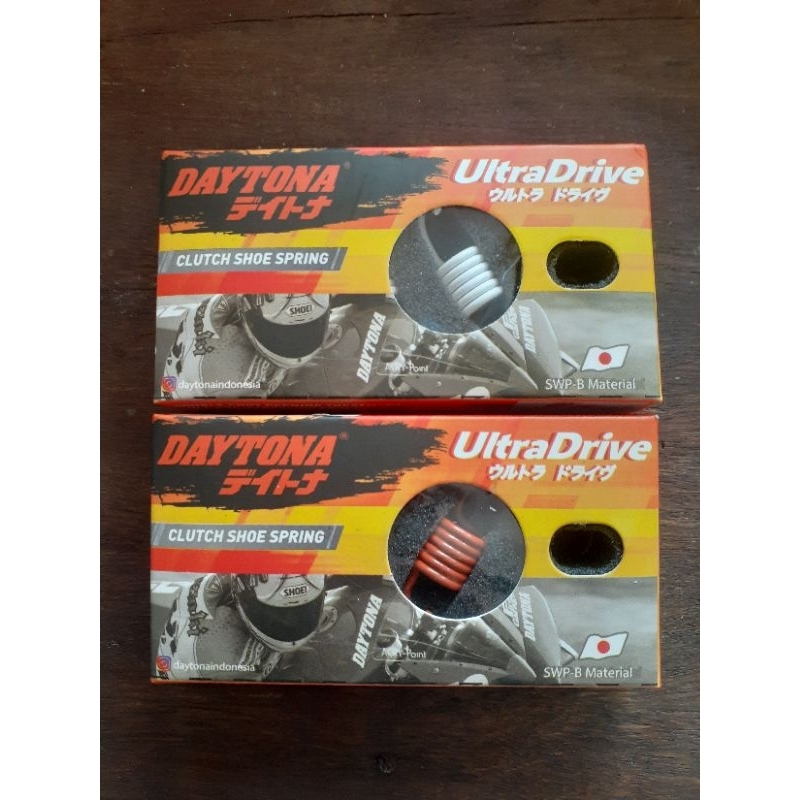 DAYTONA®
デイトナ
UltraDrive
ウルトラ ドライヴ
CLUTCH SHOE SPRING
SHOEI
DAYTONA
DAYTONA
daytonaindonesia
SWP-B Material
DAYTONA®
デイトナ
UltraDrive
ウルトラ ドライヴ
CLUTCH SHOE SPRING
SHOEI
DAYTONA
DAYTONA
daytonaindonesia
SWP-B Material